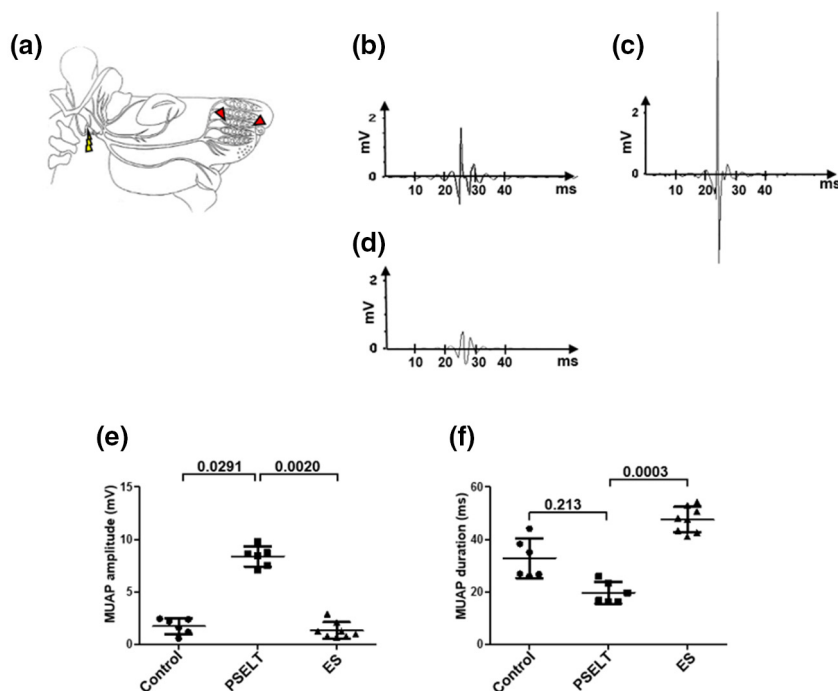 (a)
(b)
2
mV
0
10 20 30 40
ms
(c)
2
mV
0
10 20 30 40
ms
(d)
2
mV
0
10 20 30 40
ms
(e)
0.0291 0.0020
MUAP amplitude (mV)
15
10
5
0
Control PSELT ES
(f)
0.0003
0.213
MUAP duration (ms)
60
40
20
0
Control PSELT ES